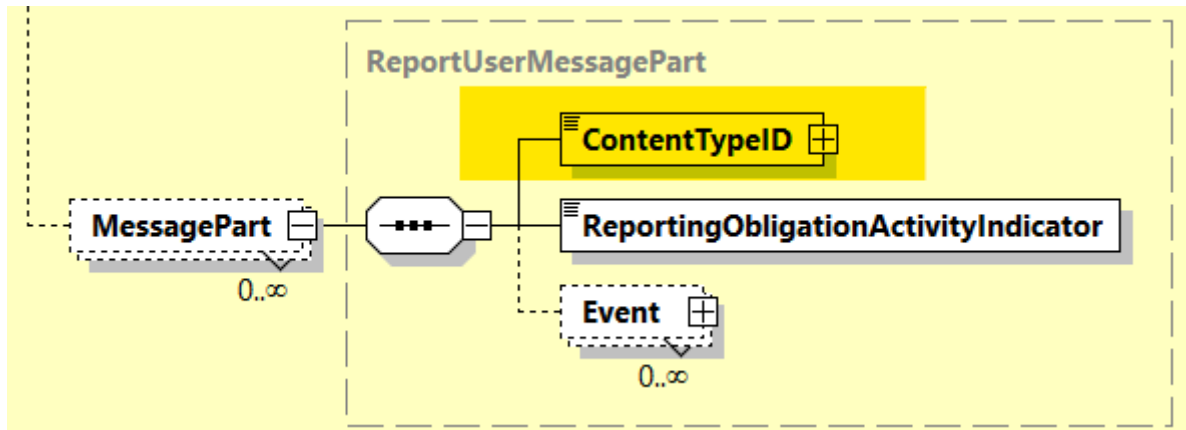 ReportUserMessagePart
ContentTypeID
MessagePart
ReportingObligationActivityIndicator
0..∞
Event
0..∞